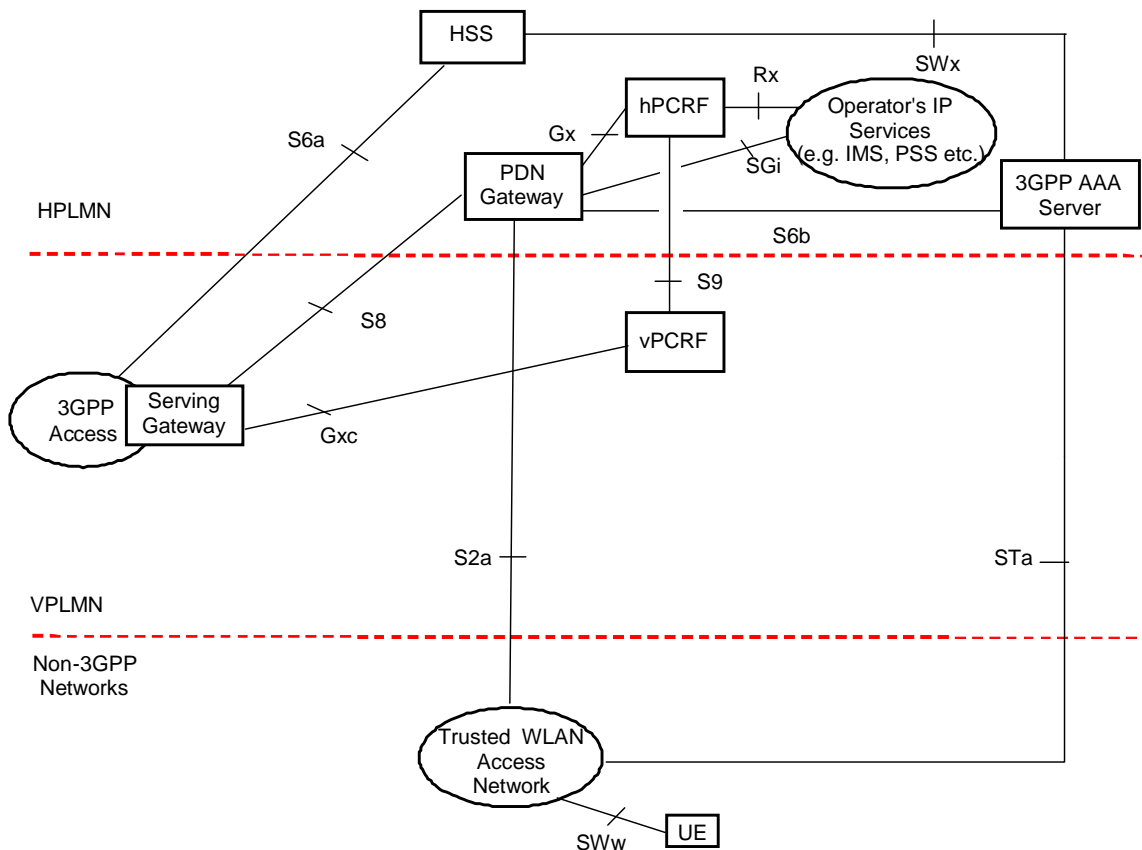 HSS
SWx
Rx
hPCRF
Operator's IP
Services
(e.g. IMS, PSS etc.)
Gx
S6a
SGi
PDN
Gateway
3GPP AAA
Server
HPLMN
S6b
S9
S8
vPCRF
3GPP
Access
Serving
Gateway
Gxc
S2a
STa
VPLMN
Non-3GPP
Networks
Trusted WLAN
Access
Network
SWw
UE